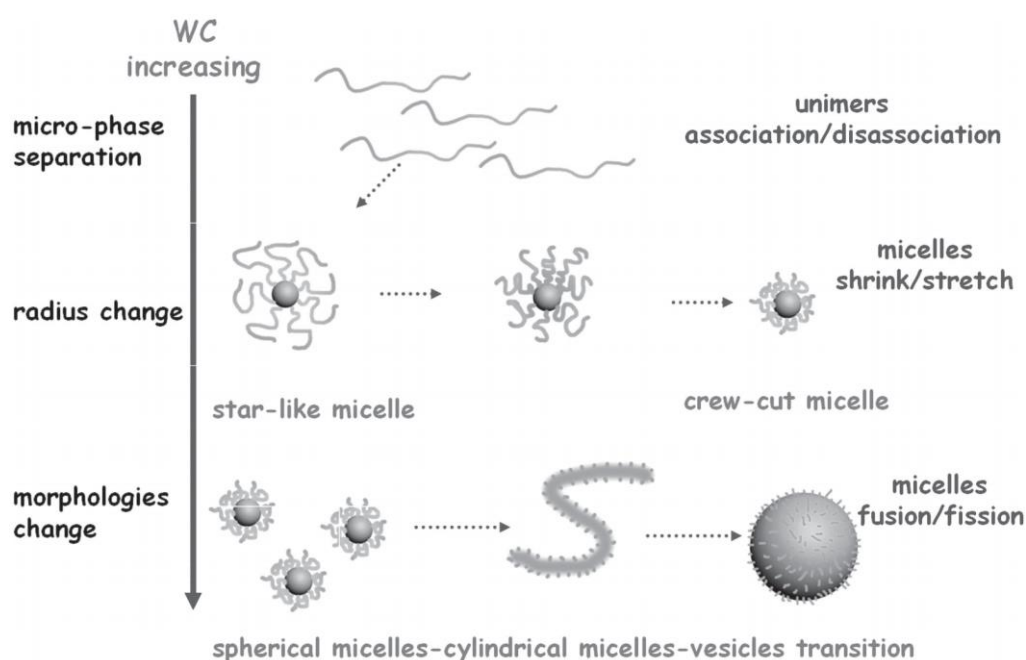 WC
increasing
micro-phase
separation
unimers
association/disassociation
radius change
micelles
shrink/stretch
star-like micelle
crew-cut micelle
morphologies
change
micelles
fusion/fission
spherical micelles-cylindrical micelles-vesicles transition